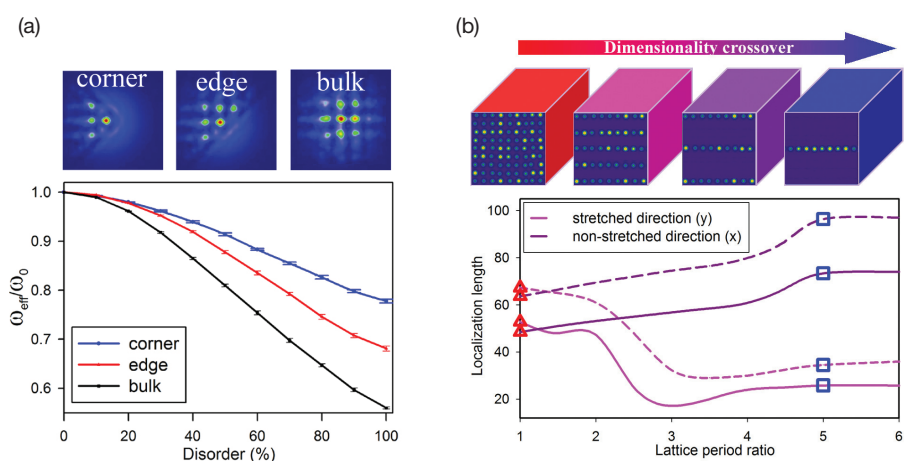 (a)
corner
edge
bulk
1.0
0.9
0.8
0.7
0.6
ω_eff/ω_0
corner
edge
bulk
0
20
40
60
80
100
Disorder (%)
(b)
Dimensionality crossover
100
80
60
40
20
Localization length
stretched direction (y)
non-stretched direction (x)
1
2
3
4
5
6
Lattice period ratio